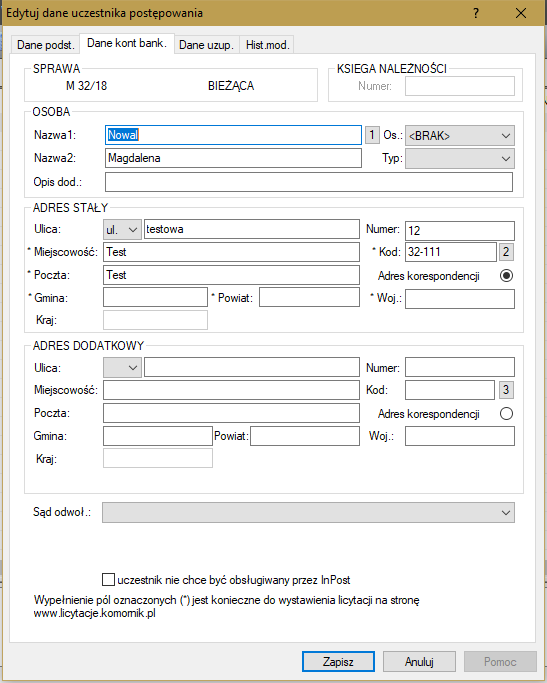 Edytuj dane uczestnika postępowania ? ×
Dane podst. Dane kont bank. Dane uzup. Hist.mod.
SPRAWA
M 32/18 BIEŻĄCA
KSIEGA NALEŻNOŚCI
Numer:
OSOBA
Nazwa1: Nowal 1 Os.: <BRAK>
Nazwa2: Magdalena Typ:
Opis dod.:
ADRES STAŁY
Ulica: ul. testowa Numer: 12
* Miejscowość: Test * Kod: 32-111 2
* Poczta: Test Adres korespondencji
* Gmina: * Powiat: * Woj.:
Kraj:
ADRES DODATKOWY
Ulica: Numer:
Miejscowość: Kod: 3
Poczta: Adres korespondencji
Gmina: Powiat: Woj.:
Kraj:
Sąd odwoł.:
uczestnik nie chce być obsługiwany przez InPost
Wypełnienie pól oznaczonych (*) jest konieczne do wystawienia licytacji na stronę
www.licytacje.komornik.pl
Zapisz Anuluj Pomoc